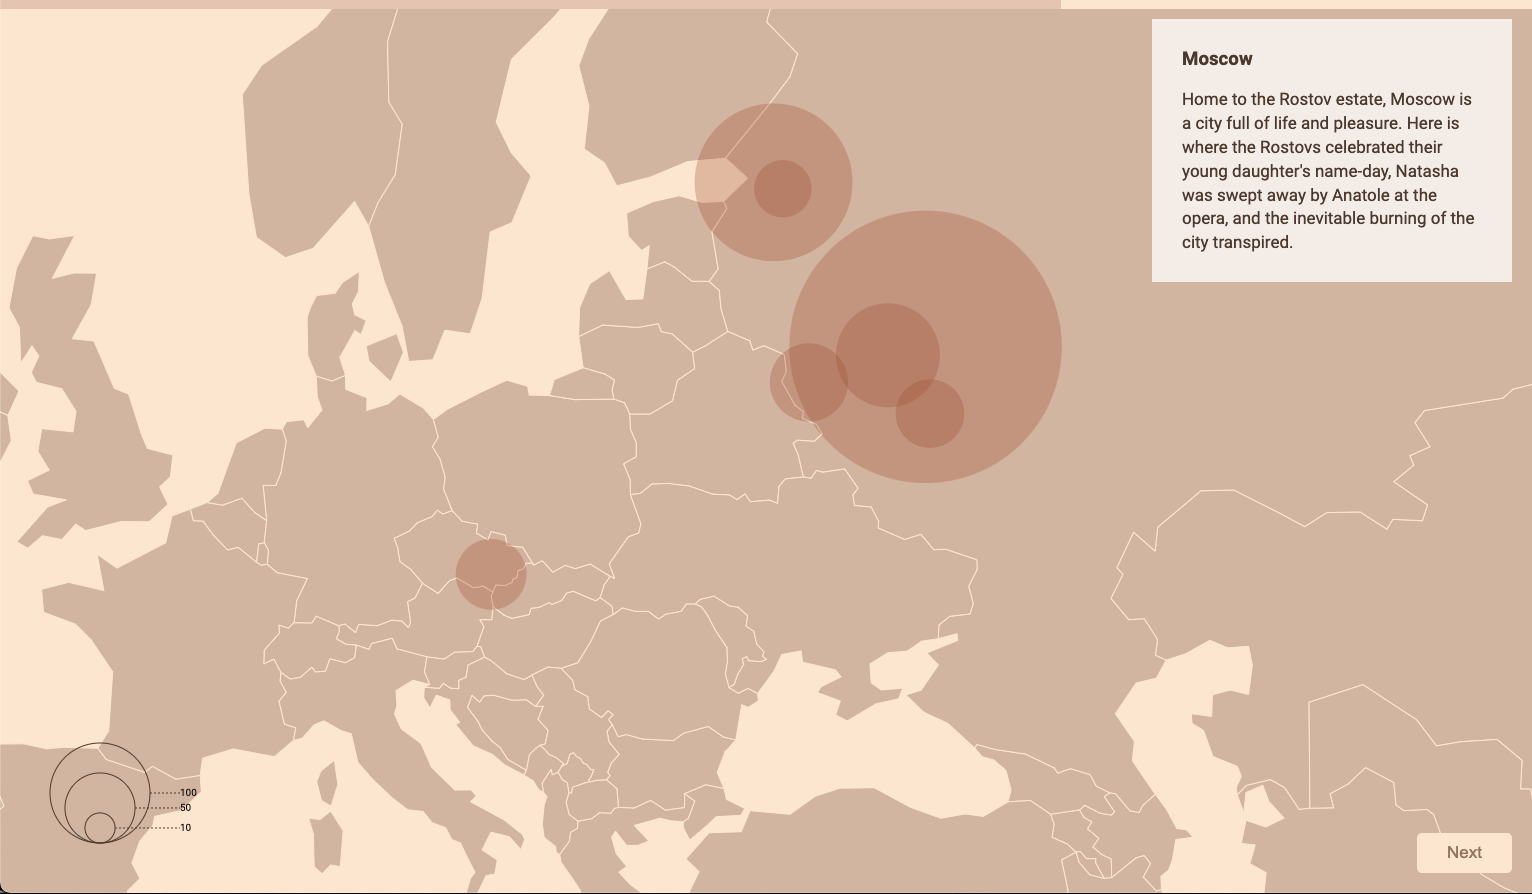 Moscow
Home to the Rostov estate, Moscow is
a city full of life and pleasure. Here is
where the Rostovs celebrated their
young daughter's name-day, Natasha
was swept away by Anatole at the
opera, and the inevitable burning of the
city transpired.
100
50
10
Next